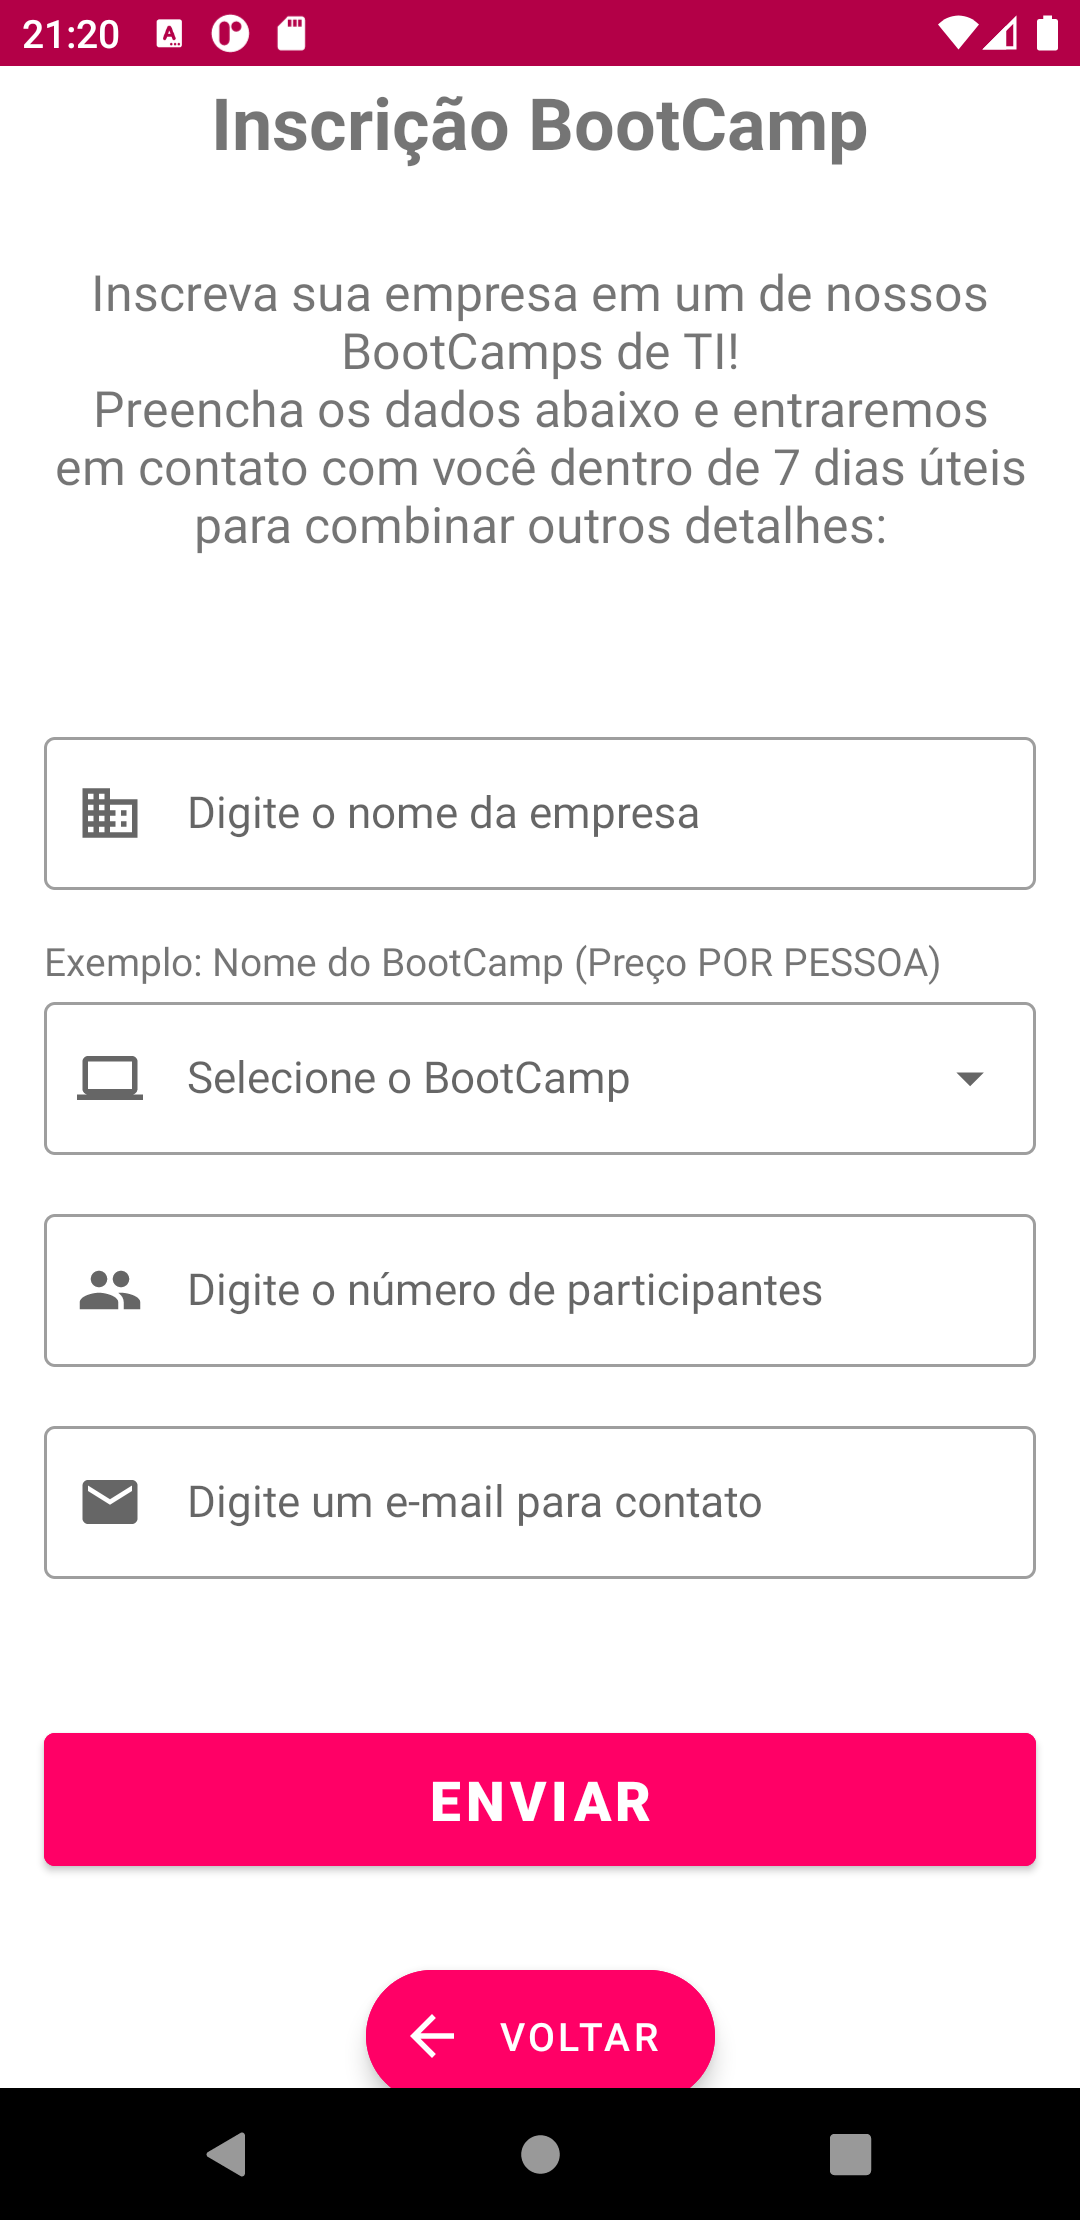 21:20
Inscrição BootCamp
Inscreva sua empresa em um de nossos
BootCamps de TI!
Preencha os dados abaixo e entraremos
em contato com você dentro de 7 dias úteis
para combinar outros detalhes:
Digite o nome da empresa
Exemplo: Nome do BootCamp (Preço POR PESSOA)
Selecione o BootCamp
Digite o número de participantes
Digite um e-mail para contato
ENVIAR
VOLTAR